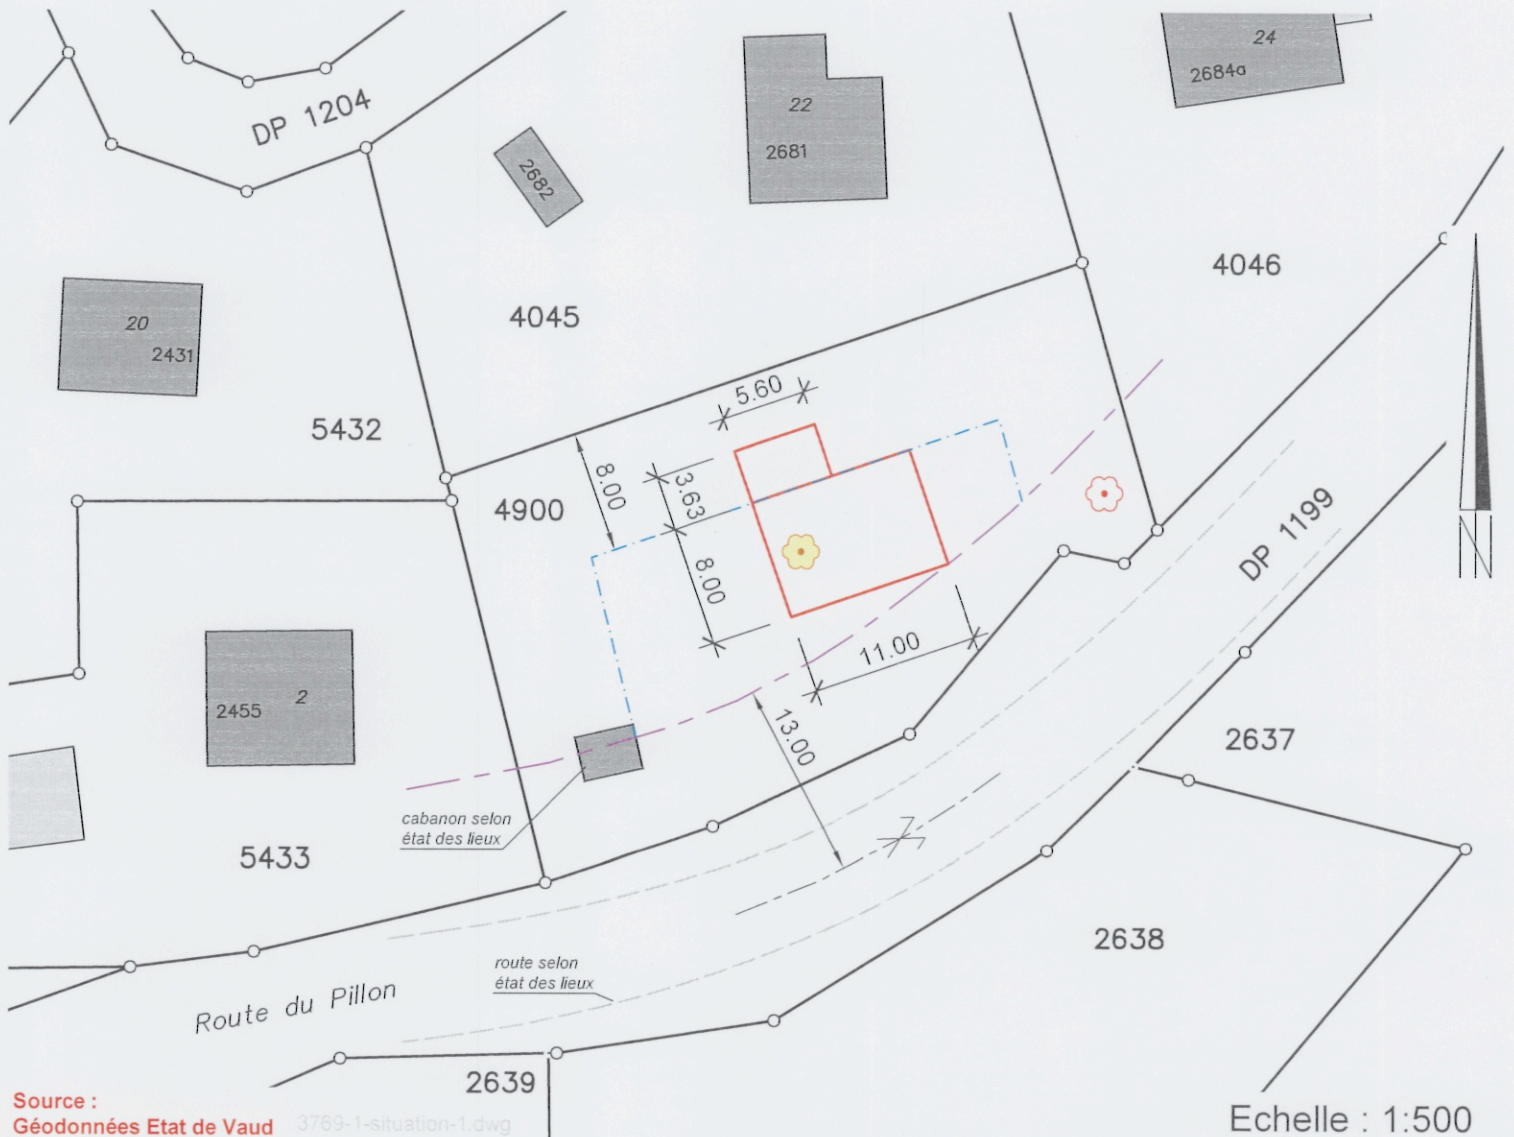 24
2684a
DP 1204
22
2681
2682
4046
4045
20
2431
5432
5.60
8.00
3.63
4900
8.00
DP 1199
11.00
2
2455
13.00
2637
cabanon selon
état des lieux
5433
2638
route selon
état des lieux
Route du Pillon
N
2639
Source :
Géodonnées Etat de Vaud
3769-1-situation-1.dwg
Echelle : 1:500